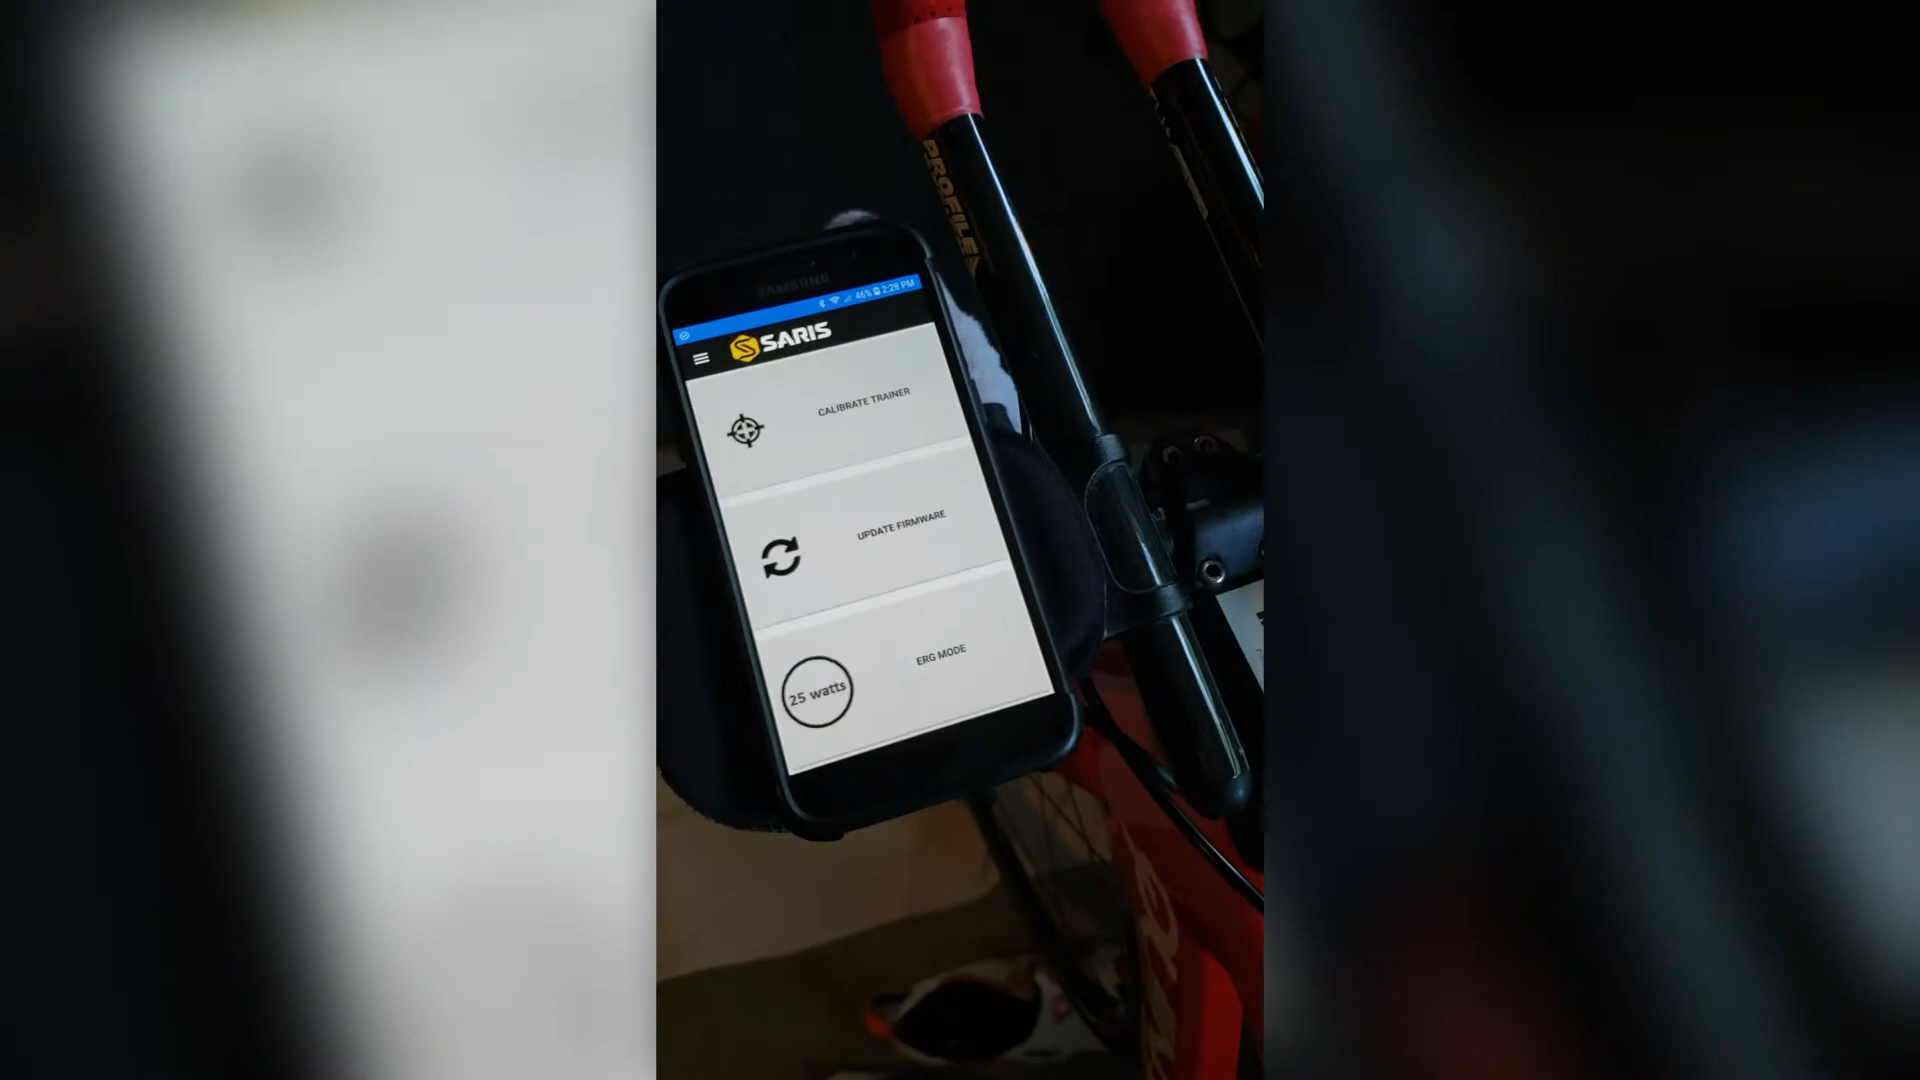 PROFILE
SAMSUNG
46% 2:28 PM
SARIS
CALIBRATE TRAINER
UPDATE FIRMWARE
ERG MODE
25 watts